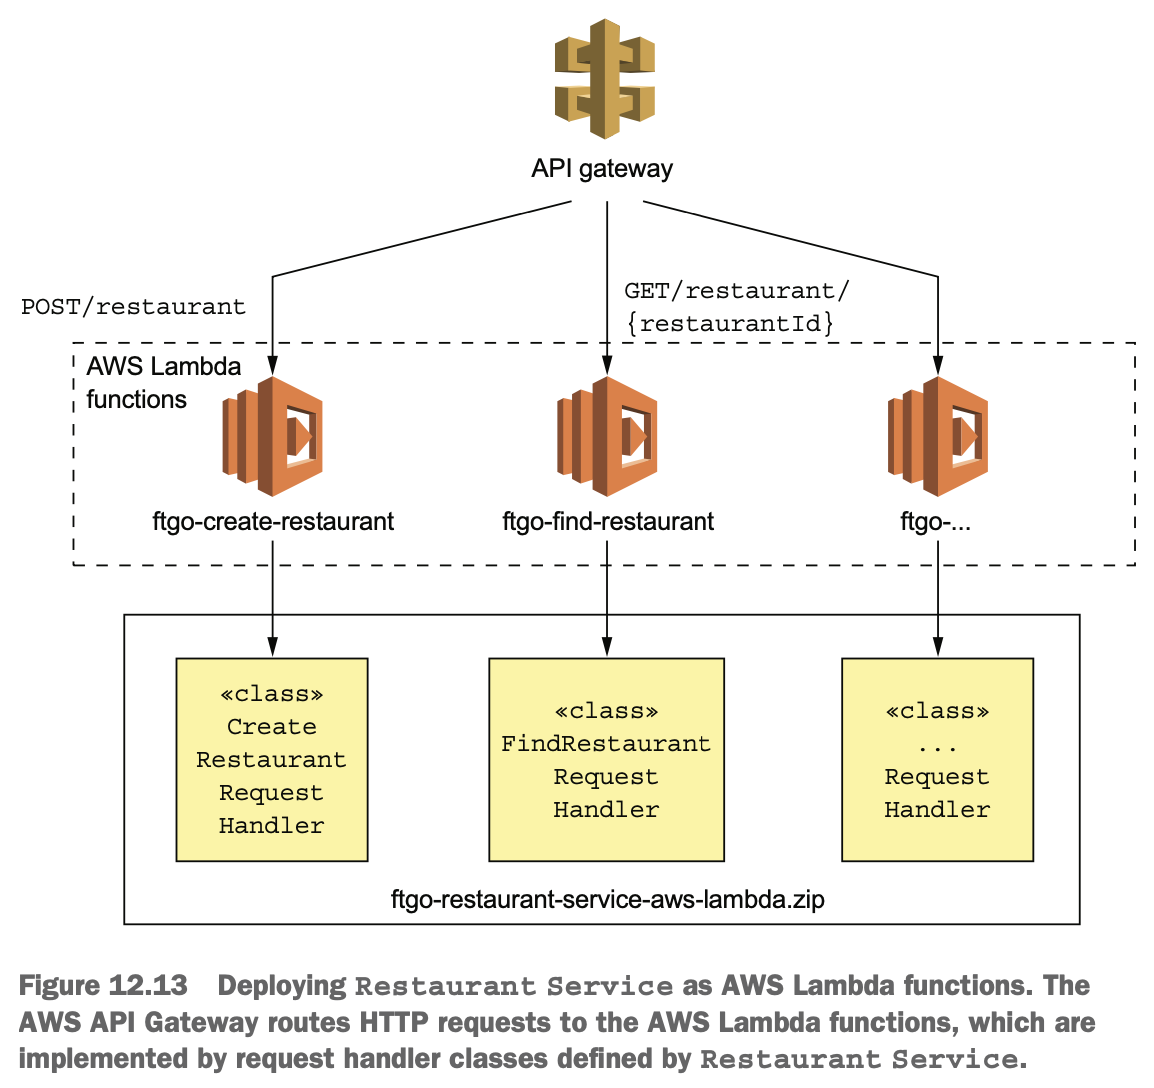 API gateway
POST/restaurant
GET/restaurant/
{restaurantId}
AWS Lambda
functions
ftgo-create-restaurant
ftgo-find-restaurant
ftgo-...
«class»
Create
Restaurant
Request
Handler
«class»
FindRestaurant
Request
Handler
«class»
...
Request
Handler
ftgo-restaurant-service-aws-lambda.zip
Figure 12.13 Deploying Restaurant Service as AWS Lambda functions. The
AWS API Gateway routes HTTP requests to the AWS Lambda functions, which are
implemented by request handler classes defined by Restaurant Service.